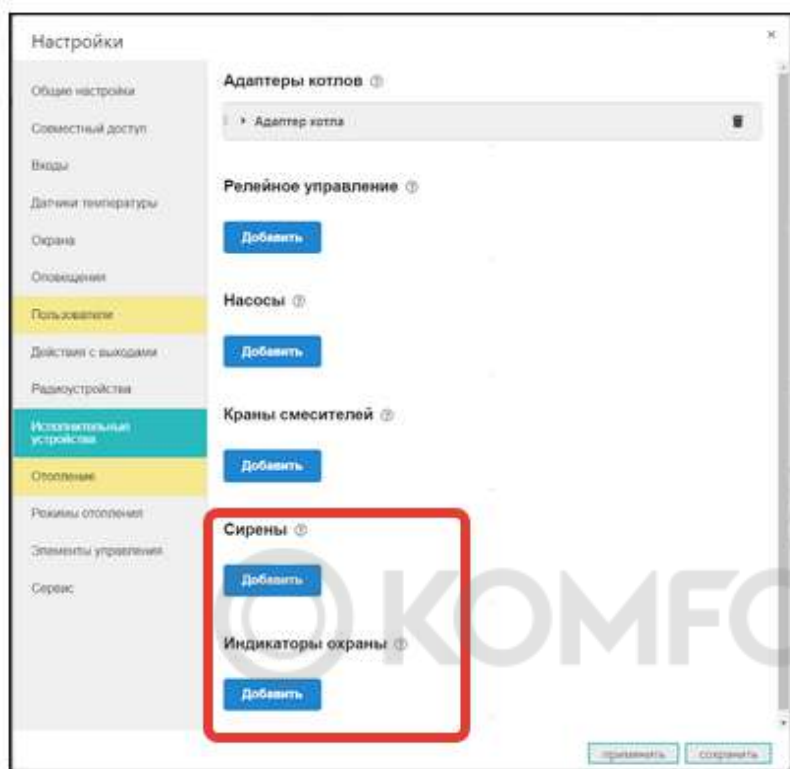 Настройки
×
Общие настройки
Совместный доступ
Входы
Датчики температуры
Охрана
Оповещения
Пользователи
Действия с выходами
Радиоустройства
Исполнительные
устройства
Отопление
Режимы отопления
Элементы управления
Сервис
Адаптеры котлов ?
Адаптер котла
Релейное управление ?
Добавить
Насосы ?
Добавить
Краны смесителей ?
Добавить
Сирены ?
Добавить
Индикаторы охраны ?
Добавить
применить
сохранить
© KOMFO